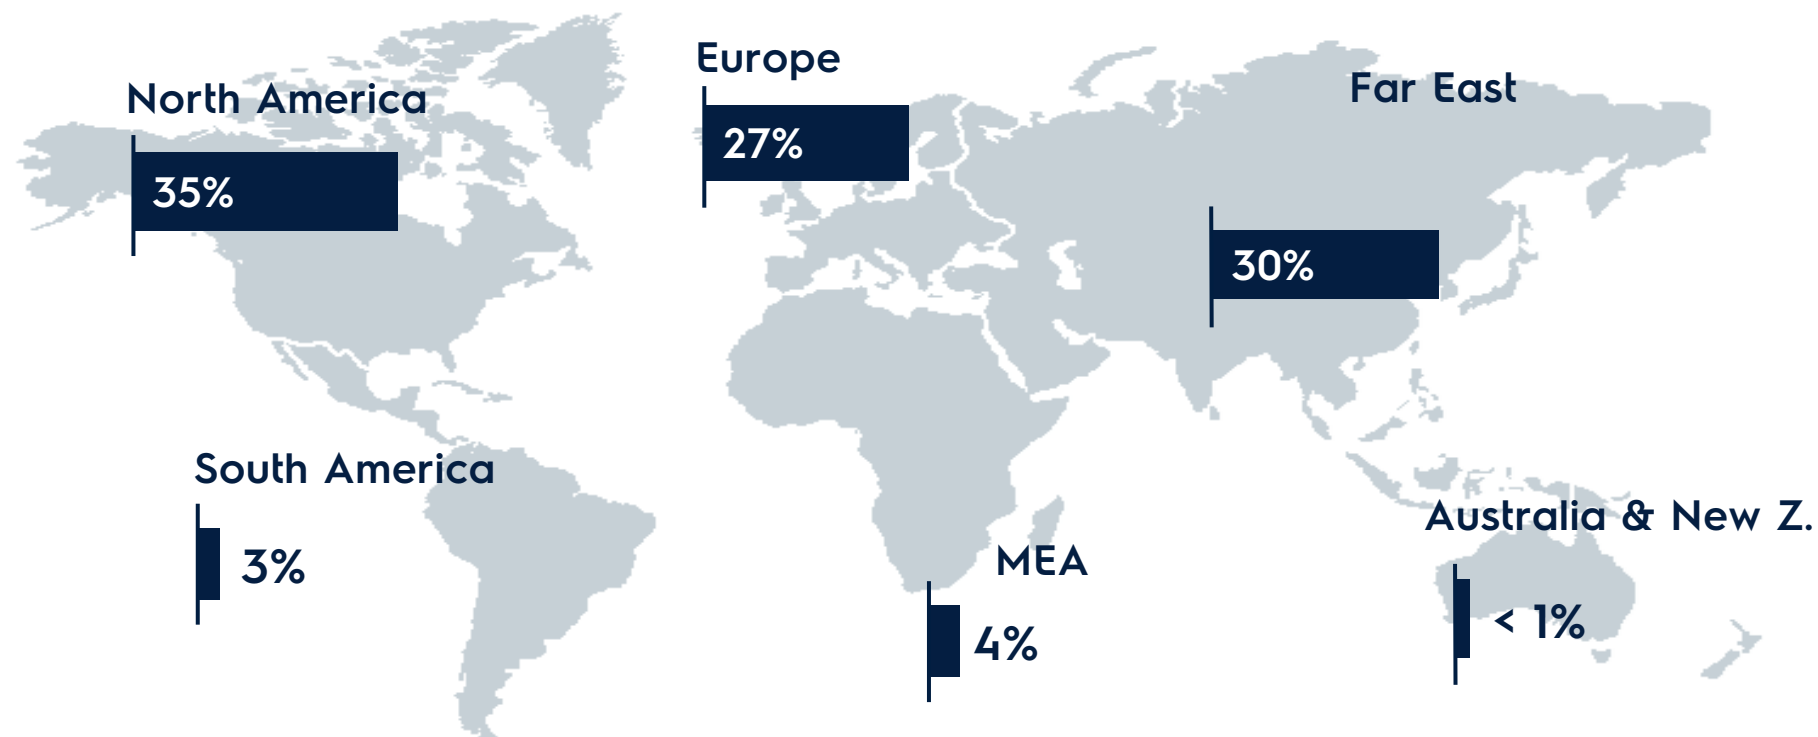 North America
35%
Europe
27%
Far East
30%
South America
3%
MEA
4%
Australia & New Z.
< 1%